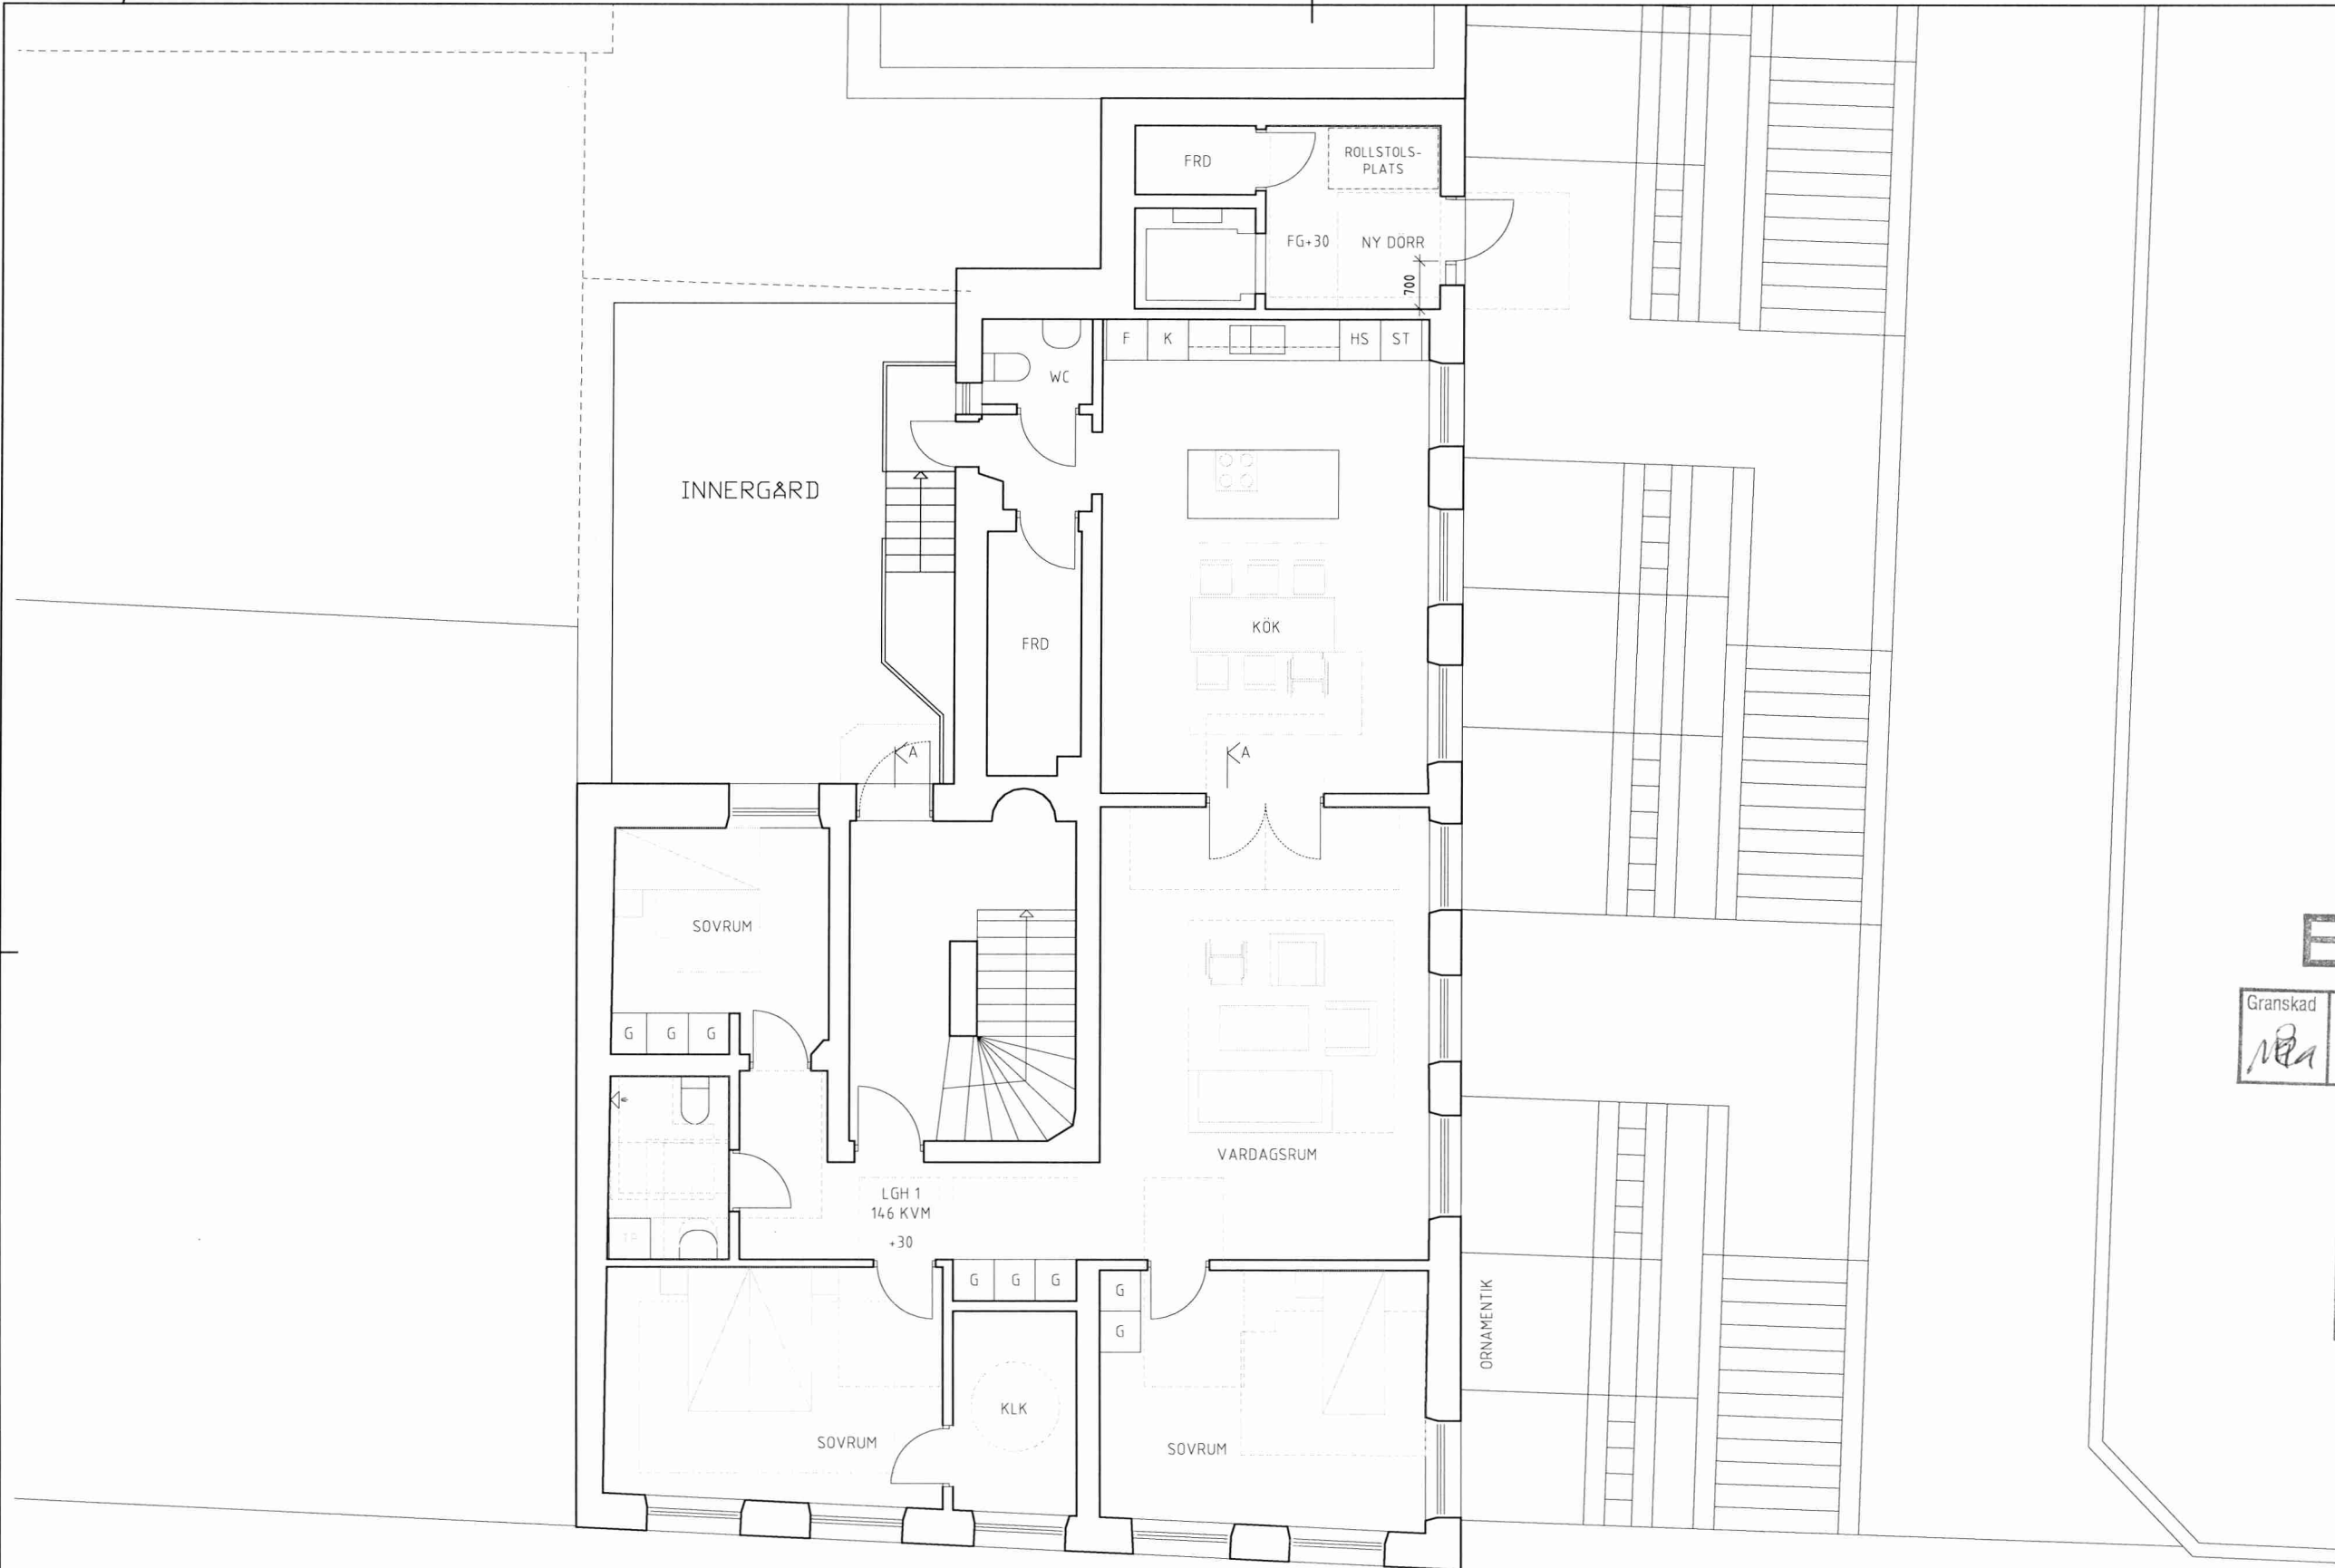 FRD
ROLLSTOLS-
PLATS
FG+30
NY DÖRR
700
F
K
HS
ST
WC
INNERGÅRD
FRD
KÖK
A
A
SOVRUM
G
G
G
VARDAGSRUM
LGH 1
146 KVM
+30
G
G
G
G
G
KLK
SOVRUM
SOVRUM
ORNAMENTIK
Granskad